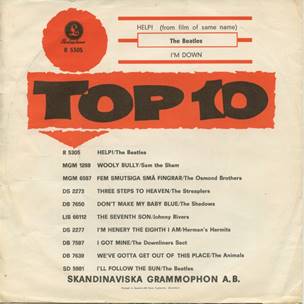 Parlophone
R 5305
HELP! (from film of same name)
The Beatles
I'M DOWN
TOP 10
R 5305 HELP!/The Beatles
MGM 1288 WOOLY BULLY/Sam the Sham
MGM 6587 FEM SMUTSIGA SMÅ FINGRAR/The Osmond Brothers
DS 2273 THREE STEPS TO HEAVEN/The Streaplers
DB 7650 DON'T MAKE MY BABY BLUE/The Shadows
LIB 66112 THE SEVENTH SON/Johnny Rivers
DS 2277 I'M HENERY THE EIGHTH I AM/Herman's Hermits
DB 7587 I GOT MINE/The Downliners Sect
DB 7639 WE'VE GOTTA GET OUT OF THIS PLACE/The Animals
SD 5981 I'LL FOLLOW THE SUN/The Beatles
SKANDINAVISKA GRAMMOPHON A.B.